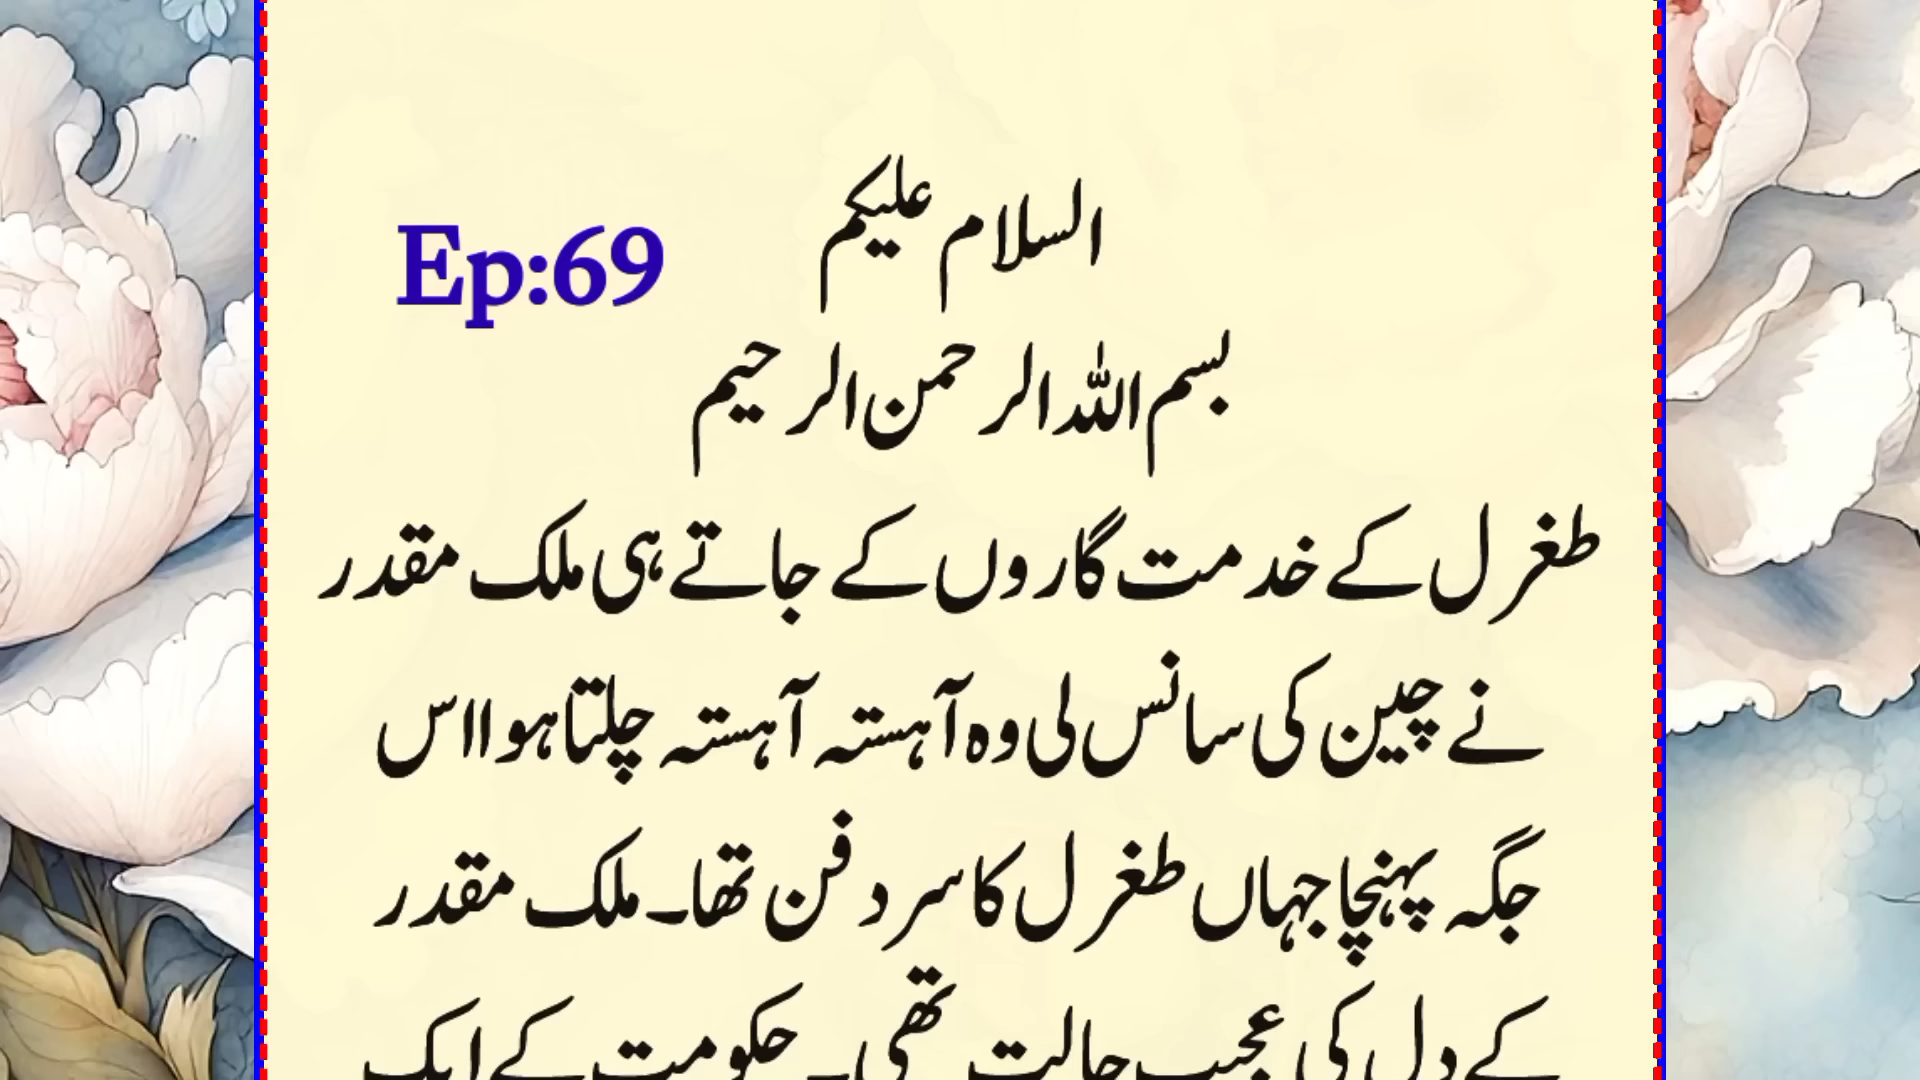 السلام علیکم
Ep:69
بسم اللہ الرحمن الرحیم
طغرل کے خدمت گاروں کے جاتے ہی ملک مقدر
نے چین کی سانس لی وہ آہستہ آہستہ چلتا ہوا اس
جگہ پہنچا جہاں طغرل کا سر دفن تھا۔ ملک مقدر
کے دل کی عجیب حالت تھی۔ حکومت کے ایک